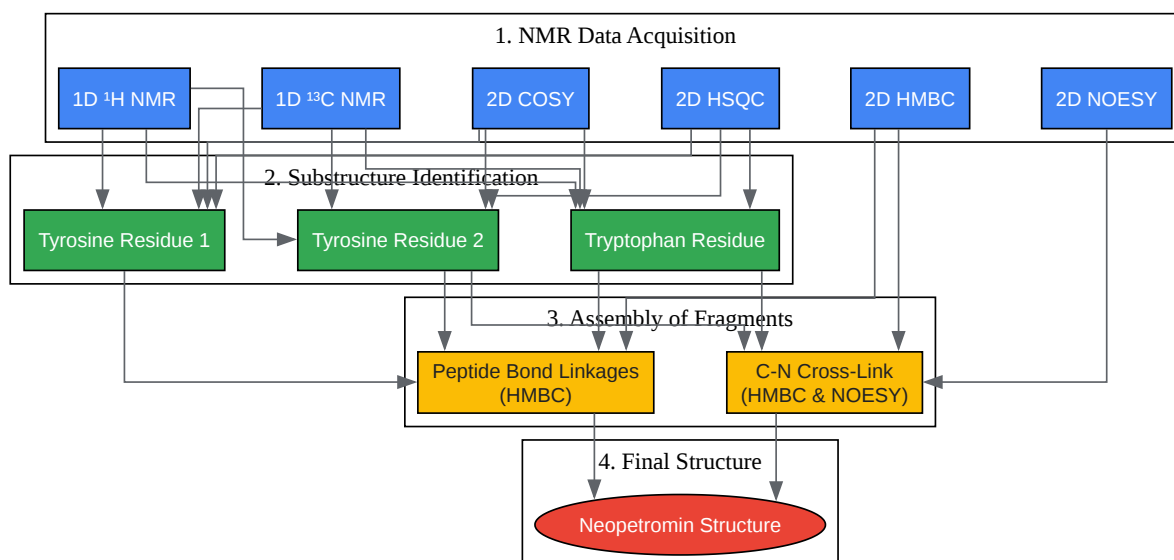 1. NMR Data Acquisition
1D ¹H NMR
1D ¹³C NMR
2D COSY
2D HSQC
2D HMBC
2D NOESY
2. Substructure Identification
Tyrosine Residue 1
Tyrosine Residue 2
Tryptophan Residue
3. Assembly of Fragments
Peptide Bond Linkages
(HMBC)
C-N Cross-Link
(HMBC & NOESY)
4. Final Structure
Neopetromin Structure